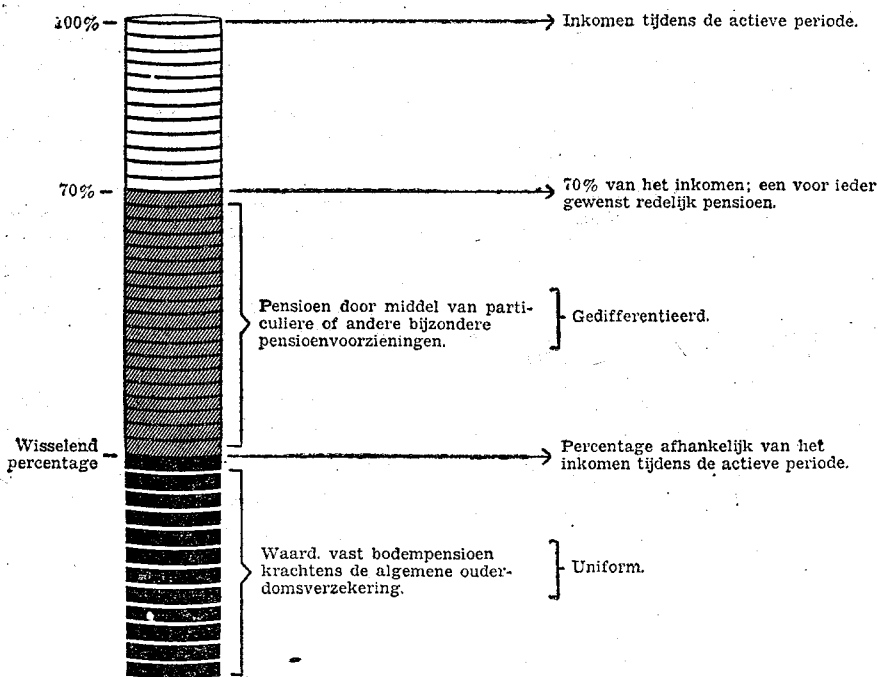 100%
Inkomen tijdens de actieve periode.
70%
70% van het inkomen; een voor ieder
gewenst redelijk pensioen.
Pensioen door middel van parti-
culiere of andere bijzondere
pensioenvoorzieningen.
Gedifferentieerd.
Wisselend
percentage
Percentage afhankelijk van het
inkomen tijdens de actieve periode.
Waard. vast bodempensioen
krachtens de algemene ouder-
domsverzekering.
Uniform.